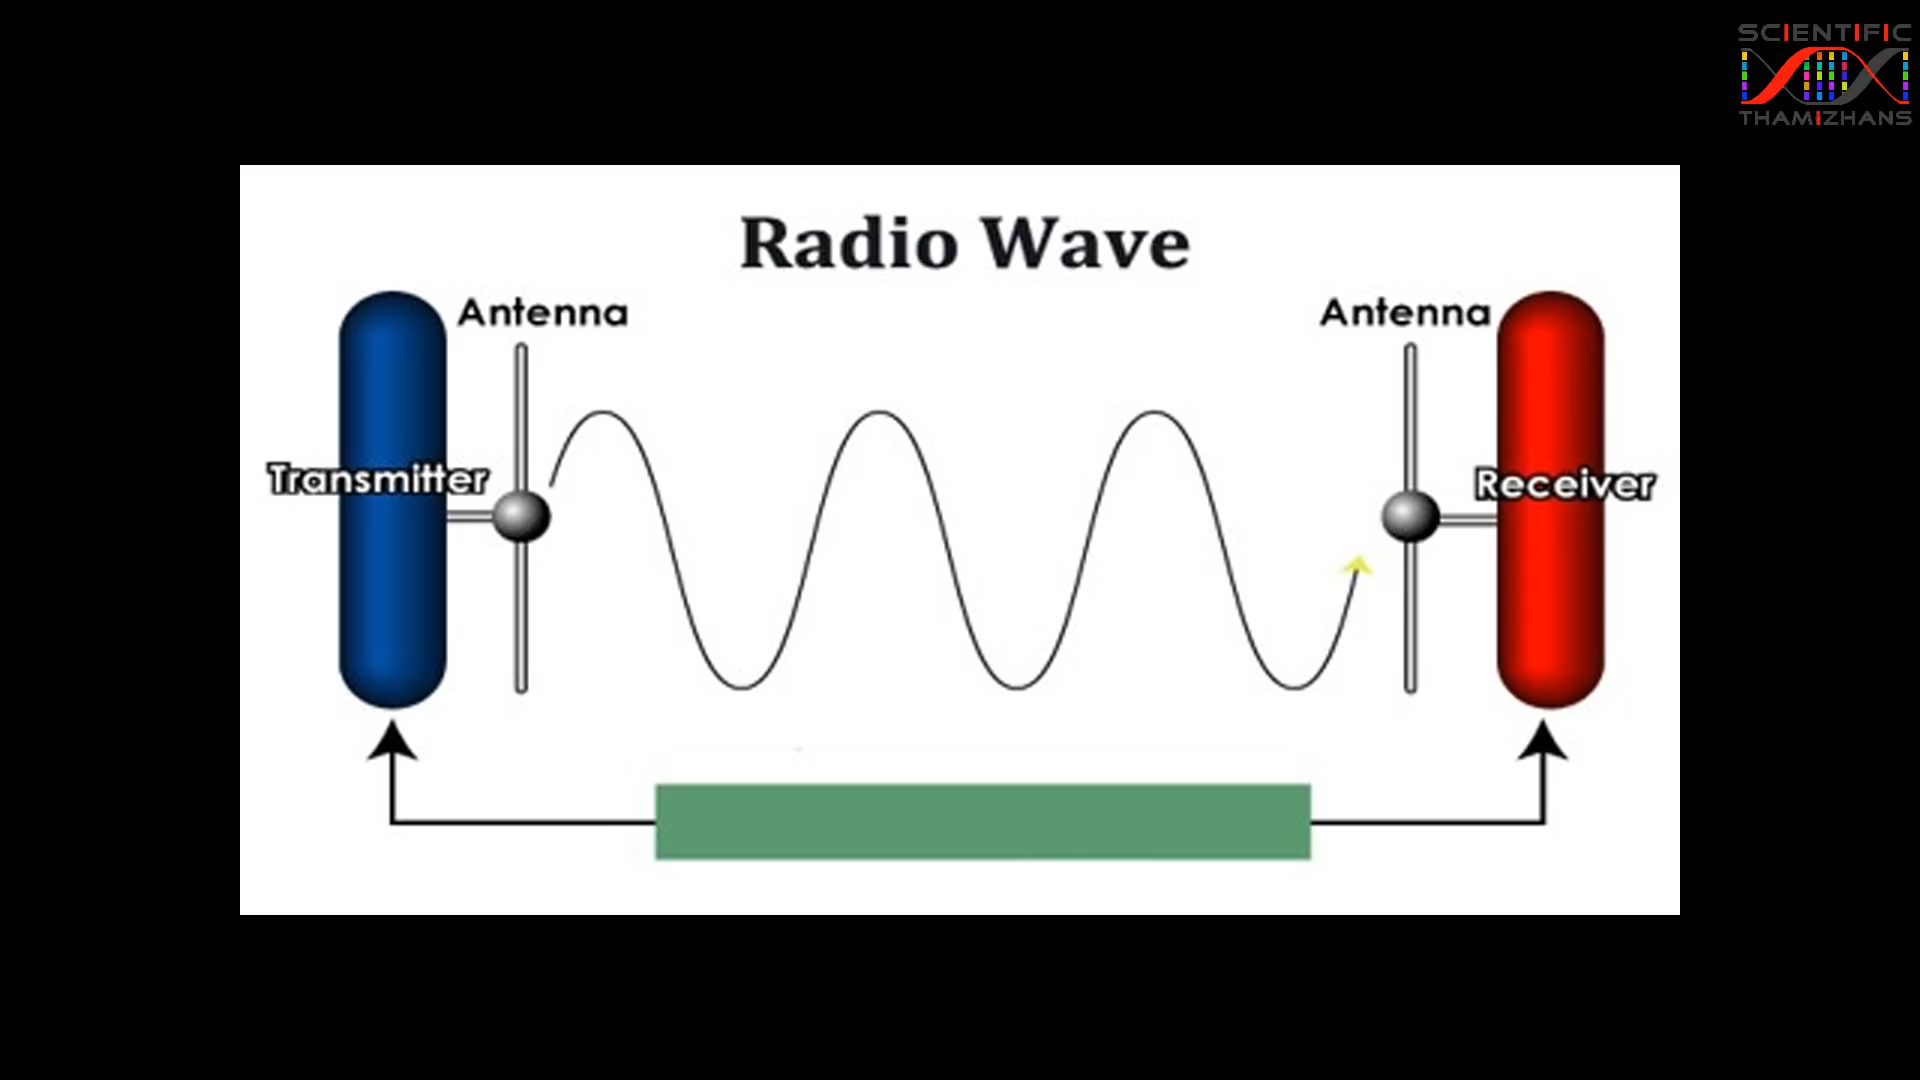 SCIENTIFIC
THAMIZHANS
Radio Wave
Antenna
Antenna
Transmitter
Receiver